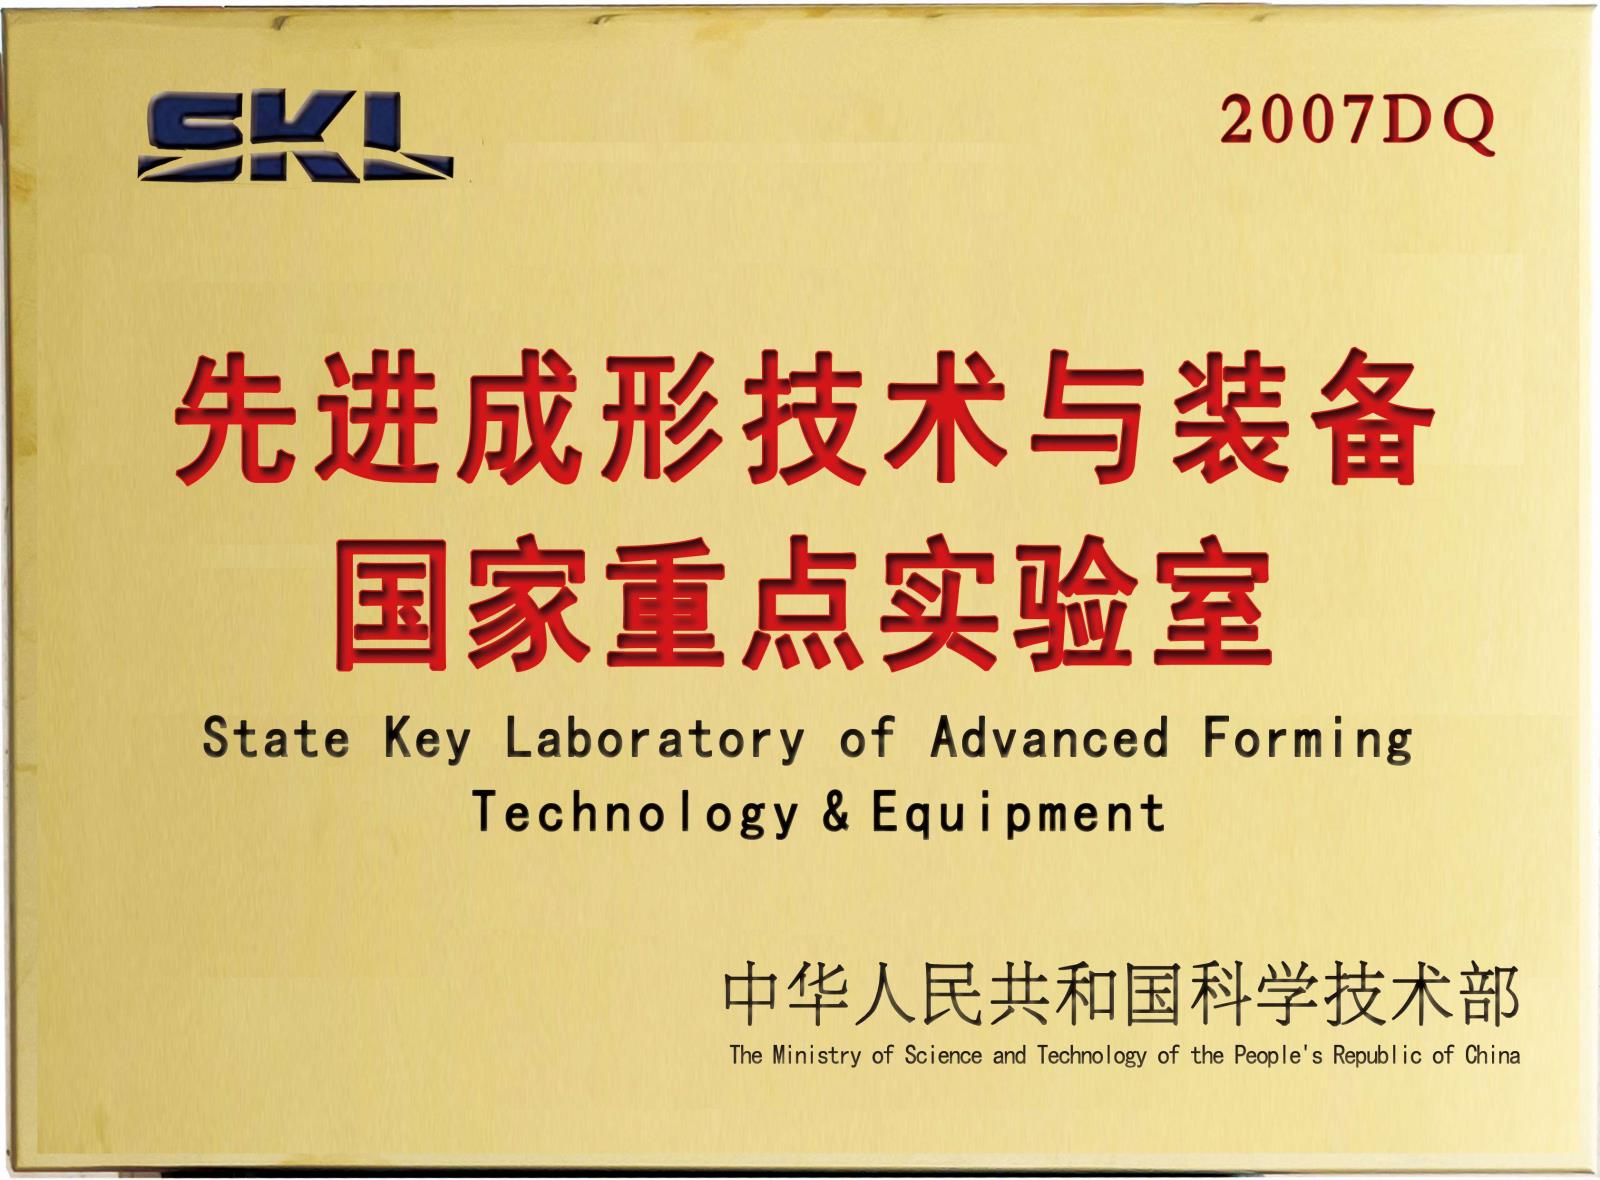 SKL
2007DQ
先进成形技术与装备
国家重点实验室
State Key Laboratory of Advanced Forming
Technology & Equipment
中华人民共和国科学技术部
The Ministry of Science and Technology of the People's Republic of China